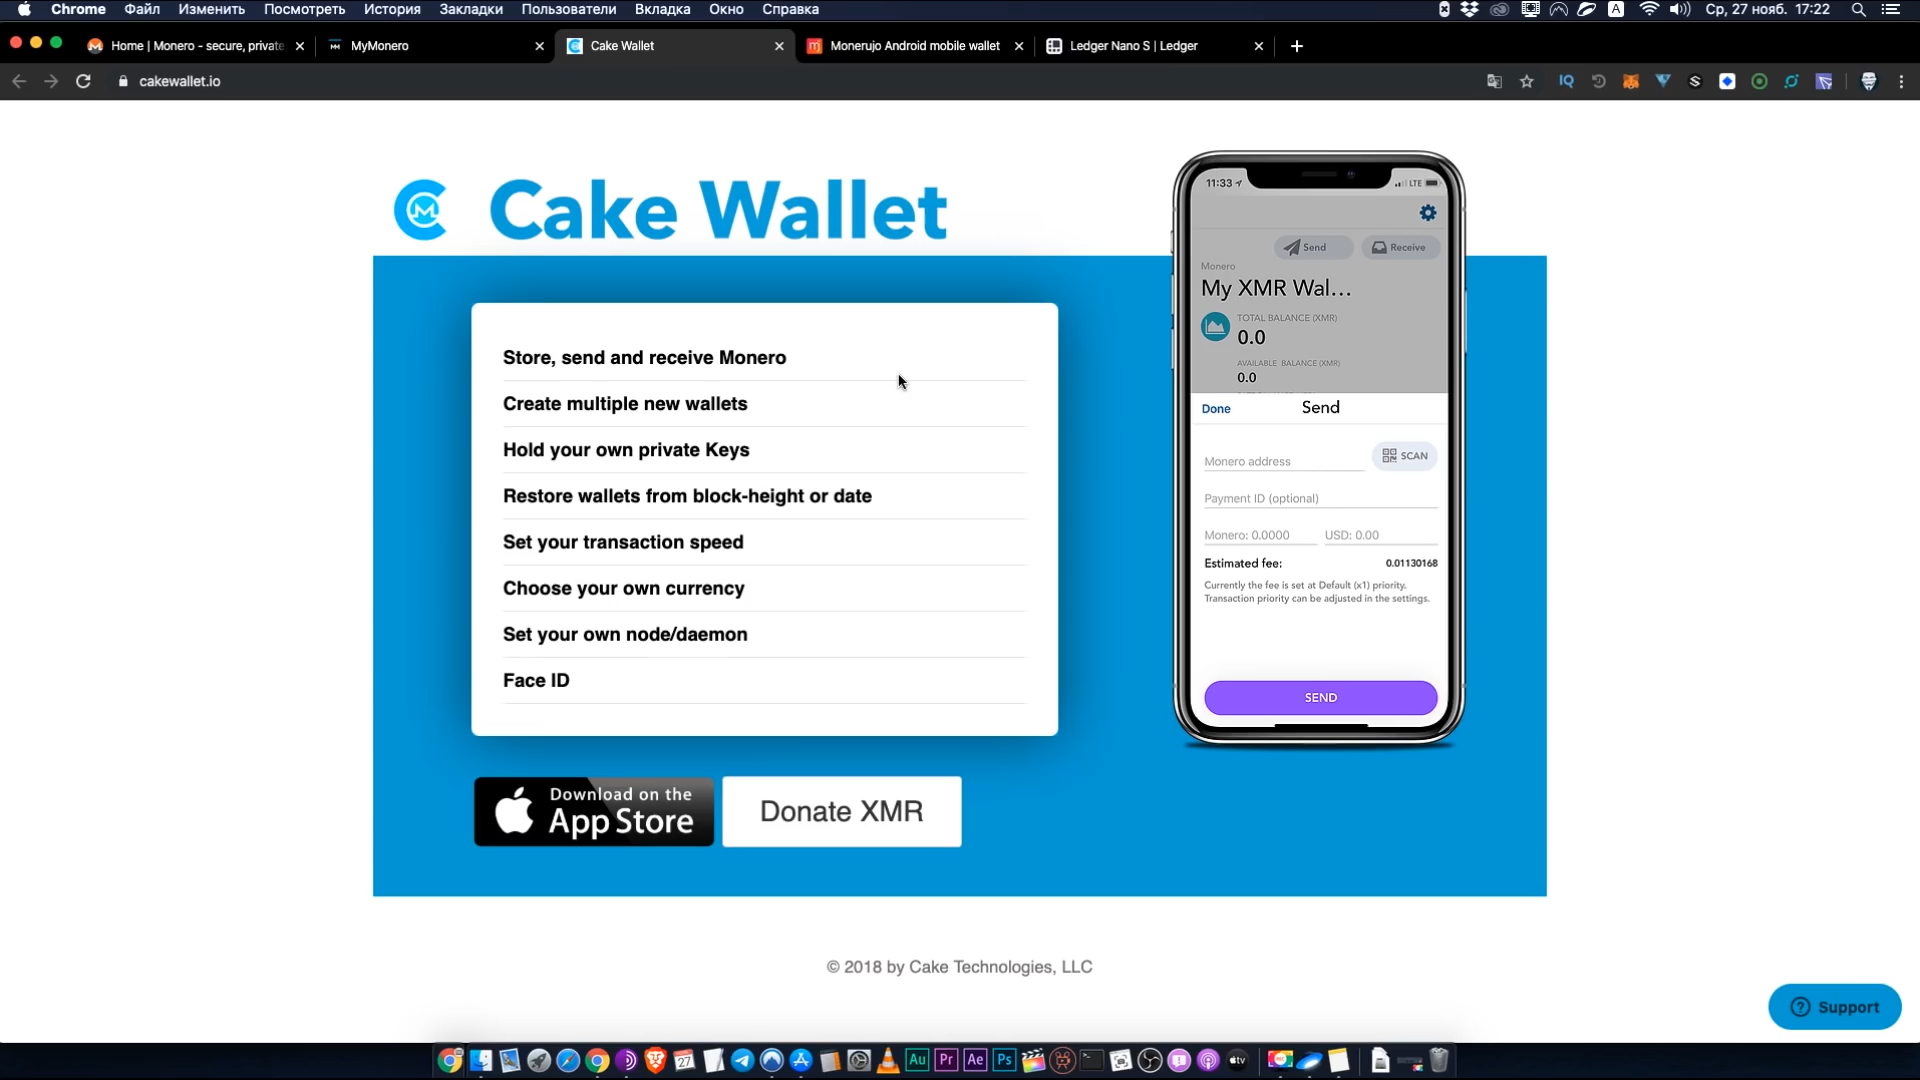 Chrome Файл Изменить Посмотреть История Закладки Пользователи Вкладка Окно Справка
A
Ср, 27 нояб. 17:22
Home | Monero - secure, private
MyMonero
Cake Wallet
Monerujo Android mobile wallet
Ledger Nano S | Ledger
cakewallet.io
IQ
Cake Wallet
Store, send and receive Monero
Create multiple new wallets
Hold your own private Keys
Restore wallets from block-height or date
Set your transaction speed
Choose your own currency
Set your own node/daemon
Face ID
Download on the
App Store
Donate XMR
11:33
LTE
Send
Receive
Monero
My XMR Wal...
TOTAL BALANCE (XMR)
0.0
AVAILABLE BALANCE (XMR)
0.0
Done
Send
Monero address
SCAN
Payment ID (optional)
Monero: 0.0000
USD: 0.00
Estimated fee:
0.01130168
Currently the fee is set at Default (x1) priority.
Transaction priority can be adjusted in the settings.
SEND
© 2018 by Cake Technologies, LLC
Support
27
Au
Pr
Ae
Ps
tv